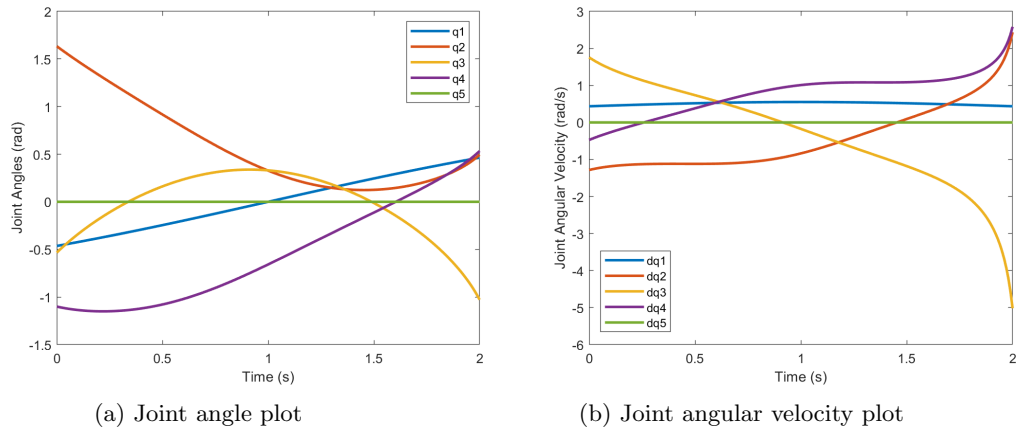 2
1.5
1
0.5
0
-0.5
-1
-1.5
Joint Angles (rad)
0
0.5
1
1.5
2
Time (s)
q1
q2
q3
q4
q5
(a) Joint angle plot
3
2
1
0
-1
-2
-3
-4
-5
-6
Joint Angular Velocity (rad/s)
0
0.5
1
1.5
2
Time (s)
dq1
dq2
dq3
dq4
dq5
(b) Joint angular velocity plot